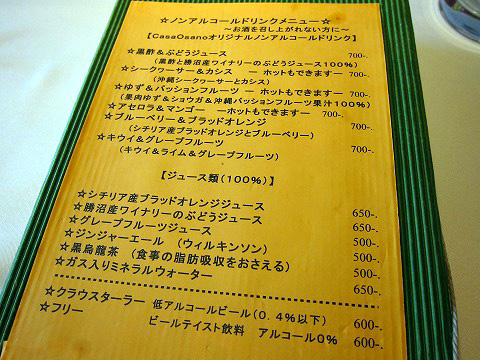 ☆ノンアルコールドリンクメニュー☆
～お酒を召し上がれない方に～
【CasaOsanoオリジナルノンアルコールドリンク】
☆黒酢＆ぶどうジュース 700-.
(黒酢と勝沼産ワイナリーのぶどうジュース100%)
☆シークヮーサー＆カシス ー ホットもできますー 700-.
(沖縄シークヮーサーとカシス)
☆ゆず＆パッションフルーツ ー ホットもできますー 700-.
(果肉ゆず＆ショウガ＆沖縄パッションフルーツ果汁100%)
☆アセロラ＆マンゴー ーホットもできますー 700-.
☆ブルーベリー＆ブラッドオレンジ 700-.
(シチリア産ブラッドオレンジとブルーベリー)
☆キウイ＆グレープフルーツ 700-.
(キウイ＆ライム＆グレープフルーツ)
【ジュース類(100%)】
☆シチリア産ブラッドオレンジジュース 650-.
☆勝沼産ワイナリーのぶどうジュース 650-.
☆グレープフルーツジュース 500-.
☆ジンジャーエール (ウィルキンソン) 500-.
☆黒烏龍茶 (食事の脂肪吸収をおさえる) 500-.
☆ガス入りミネラルウォーター 650-.
☆クラウスターラー 低アルコールビール(0.4%以下) 600-.
☆フリー ビールテイスト飲料 アルコール0% 600-.